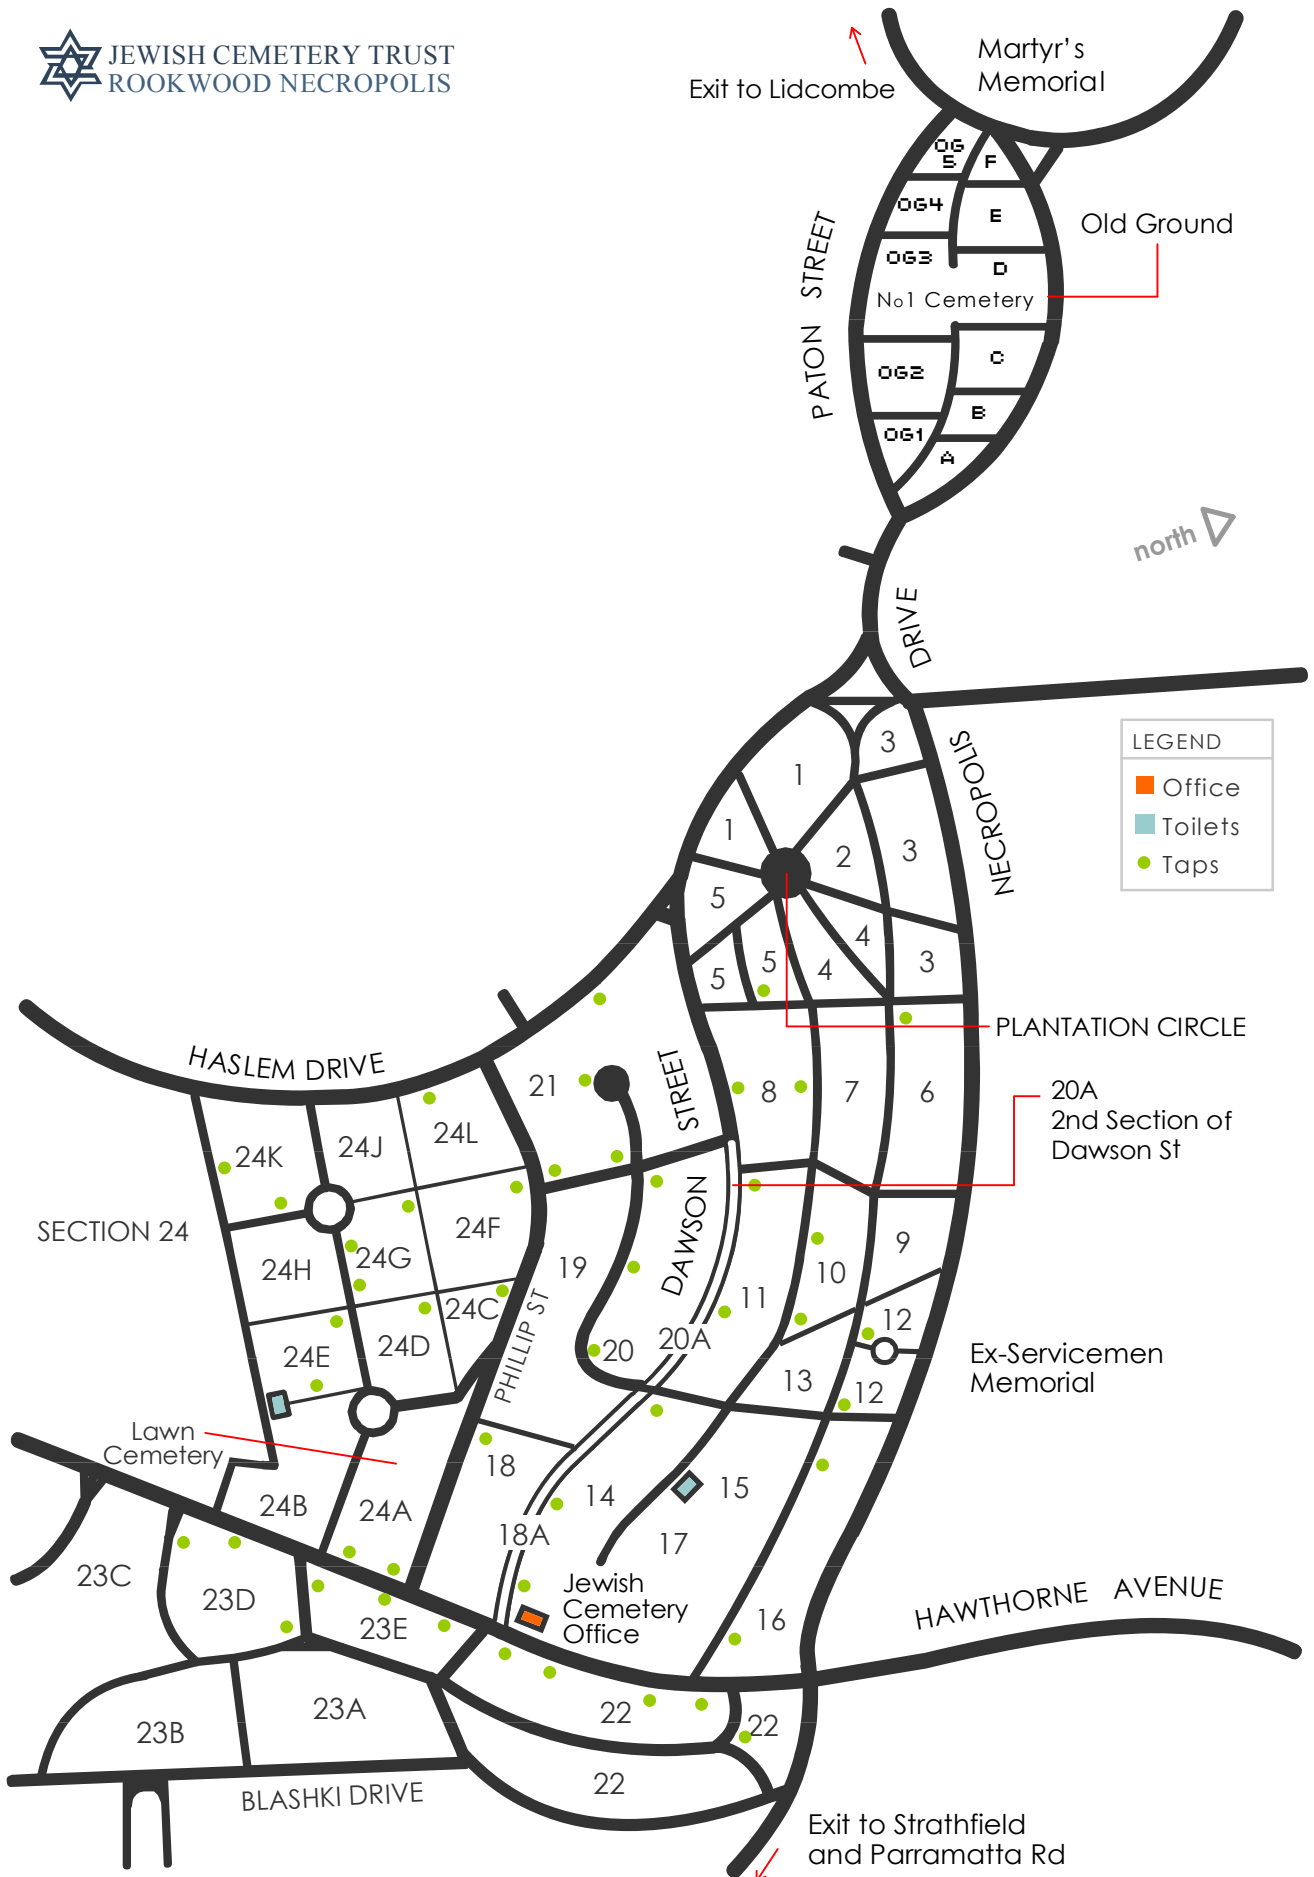 JEWISH CEMETERY TRUST
ROOKWOOD NECROPOLIS
Martyr's
Memorial
Exit to Lidcombe
OG
5
F
OG4
E
Old Ground
OG3
D
No1 Cemetery
PATON STREET
C
OG2
B
OG1
A
north
DRIVE
NECROPOLIS
LEGEND
Office
Toilets
Taps
3
1
1
2
3
5
4
5
5
4
3
PLANTATION CIRCLE
HASLEM DRIVE
STREET
21
8
7
6
20A
2nd Section of
Dawson St
24K
24J
24L
SECTION 24
DAWSON
24H
24G
24F
19
9
10
11
24C
12
24E
24D
PHILLIP ST
20
20A
Ex-Servicemen
Memorial
13
12
Lawn
Cemetery
18
15
14
24B
24A
18A
17
23C
23D
23E
Jewish
Cemetery
Office
16
HAWTHORNE AVENUE
23A
23B
22
22
22
BLASHKI DRIVE
Exit to Strathfield
and Parramatta Rd